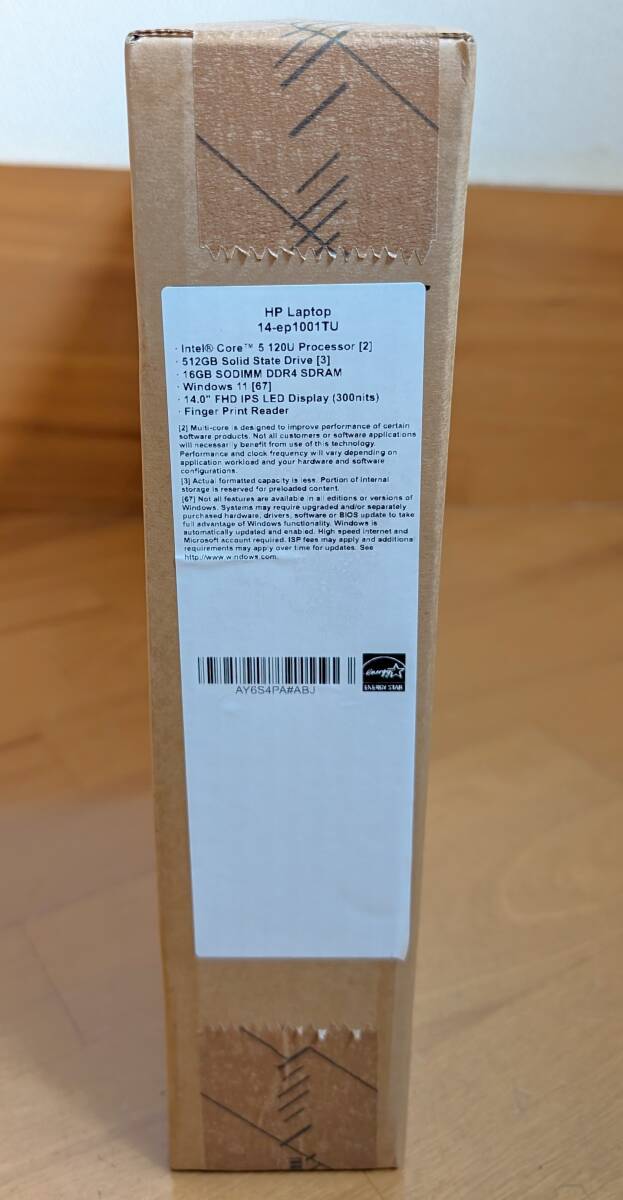 HP Laptop
14-ep1001TU
· Intel® Core™ 5 120U Processor [2]
· 512GB Solid State Drive [3]
· 16GB SODIMM DDR4 SDRAM
· Windows 11 [67]
· 14.0" FHD IPS LED Display (300nits)
· Finger Print Reader
[2] Multi-core is designed to improve performance of certain
software products. Not all customers or software applications
will necessarily benefit from use of this technology.
Performance and clock frequency will vary depending on
application workload and your hardware and software
configurations.
[3] Actual formatted capacity is less. Portion of internal
storage is reserved for preloaded content.
[67] Not all features are available in all editions or versions of
Windows. Systems may require upgraded and/or separately
purchased hardware, drivers, software or BIOS update to take
full advantage of Windows functionality. Windows is
automatically updated and enabled. High speed internet and
Microsoft account required. ISP fees may apply and additional
requirements may apply over time for updates. See
http://www.windows.com.
AY6S4PA#ABJ
energy
ENERGY STAR